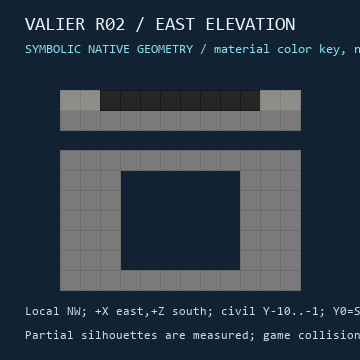 VALIER R02 / EAST ELEVATION
SYMBOLIC NATIVE GEOMETRY / material color key, n
Local NW; +X east,+Z south; civil Y-10..-1; Y0=S
Partial silhouettes are measured; game collision